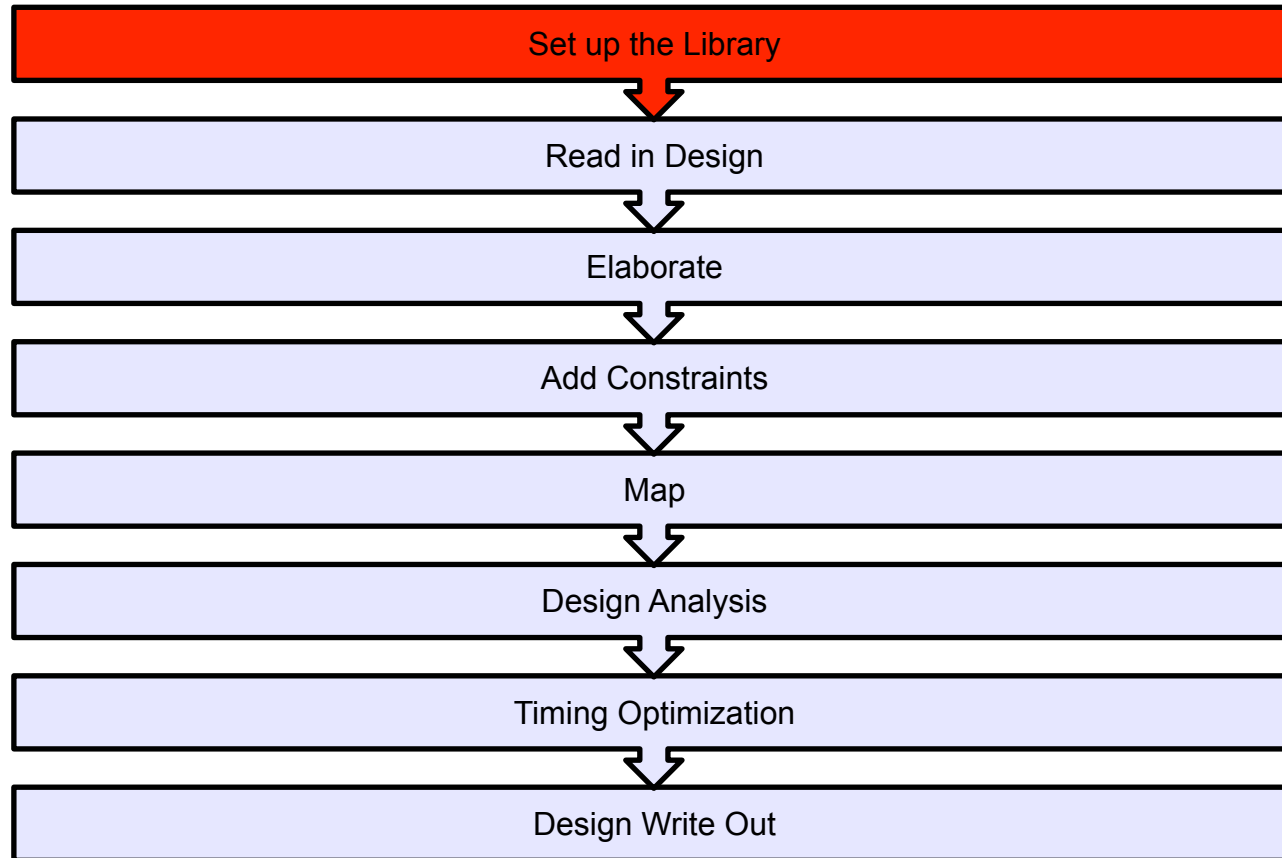 Set up the Library
Read in Design
Elaborate
Add Constraints
Map
Design Analysis
Timing Optimization
Design Write Out